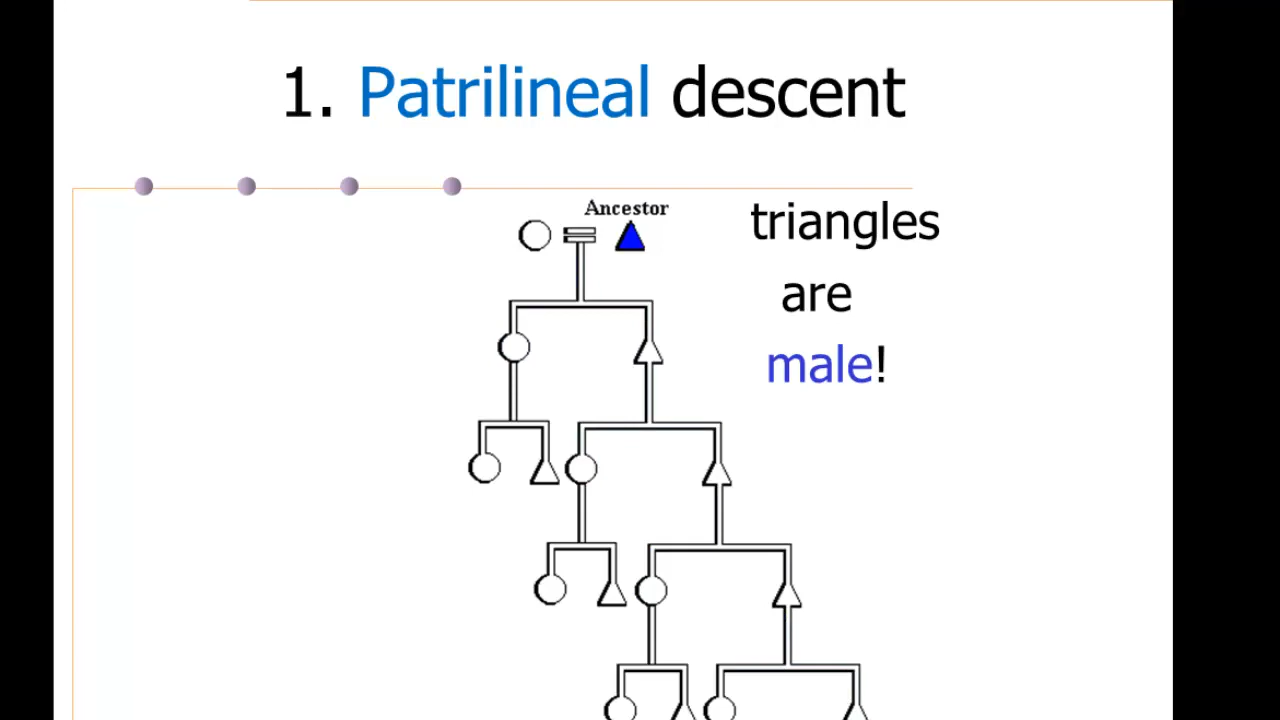 1. Patrilineal descent
Ancestor
triangles
are
male!